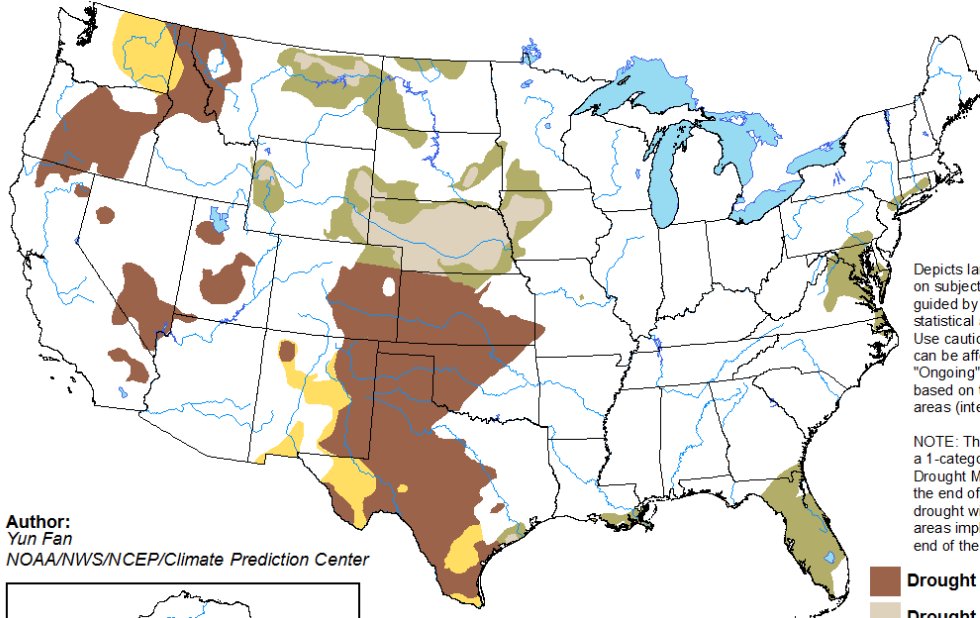 Depicts la
on subject
guided by
statistical
Use cautio
can be aff
"Ongoing"
based on t
areas (inte
NOTE: Th
a 1-catego
Drought M
the end of
drought wi
areas impl
end of the
Author:
Yun Fan
NOAA/NWS/NCEP/Climate Prediction Center
Drought
Drought